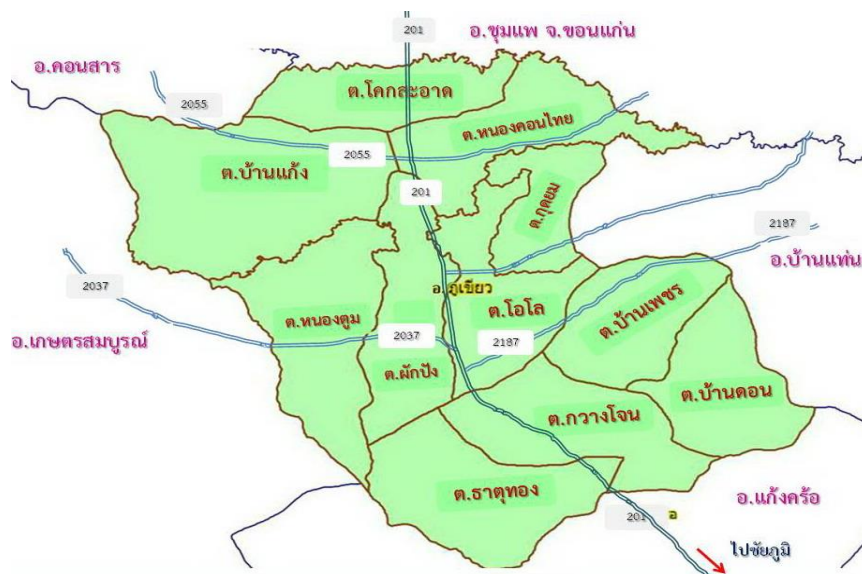 201
อ.ชุมแพ จ.ขอนแก่น
อ.คอนสาร
ต.โคกสะอาด
2055
ต.หนองคอนไทย
2055
ต.บ้านแก้ง
201
ต.กุดยม
2187
อ.บ้านแท่น
2037
อ.ภูเขียว
ต.โอโล
ต.บ้านเพชร
ต.หนองตูม
2037
2187
อ.เกษตรสมบูรณ์
ต.ผักปัง
ต.บ้านดอน
ต.กวางโจน
ต.ธาตุทอง
อ.แก้งคร้อ
201
อ
ไปชัยภูมิ